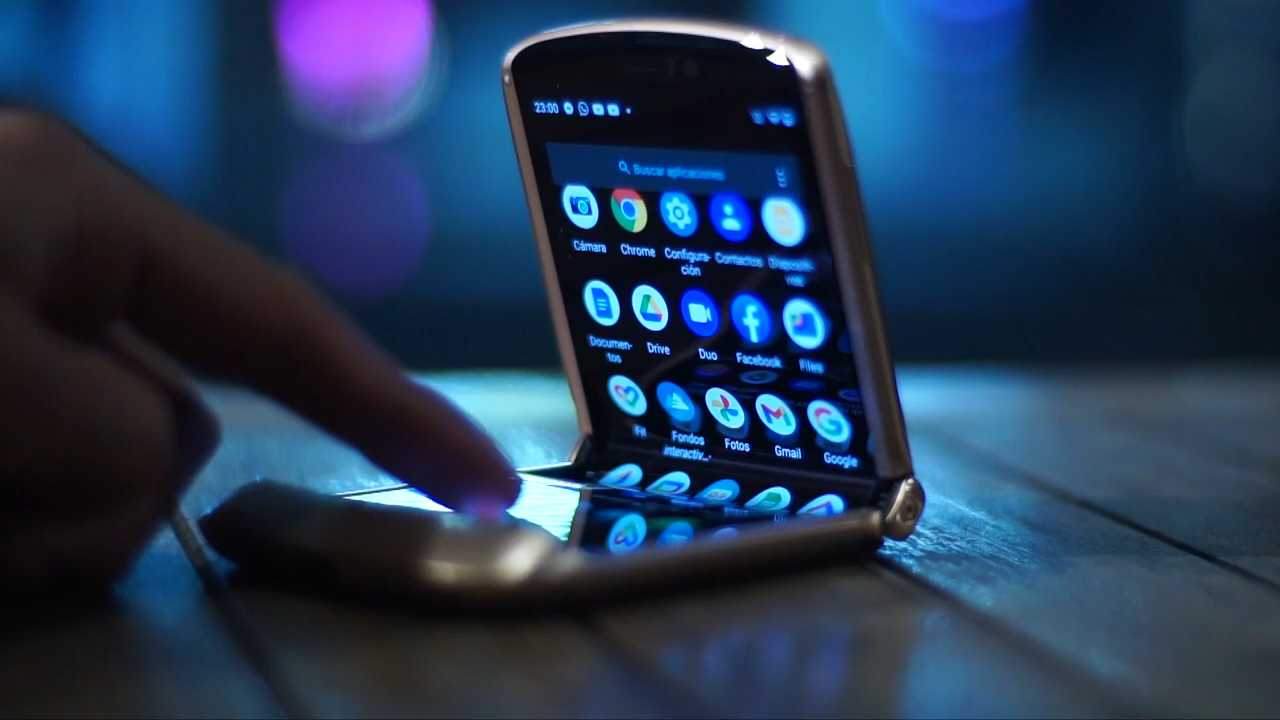 23:00
Buscar aplicaciones
Cámara
Chrome
Configura-
ción
Contactos
Documen-
tos
Drive
Duo
Facebook
Files
Fit
Fondos
interactiv...
Fotos
Gmail
Google